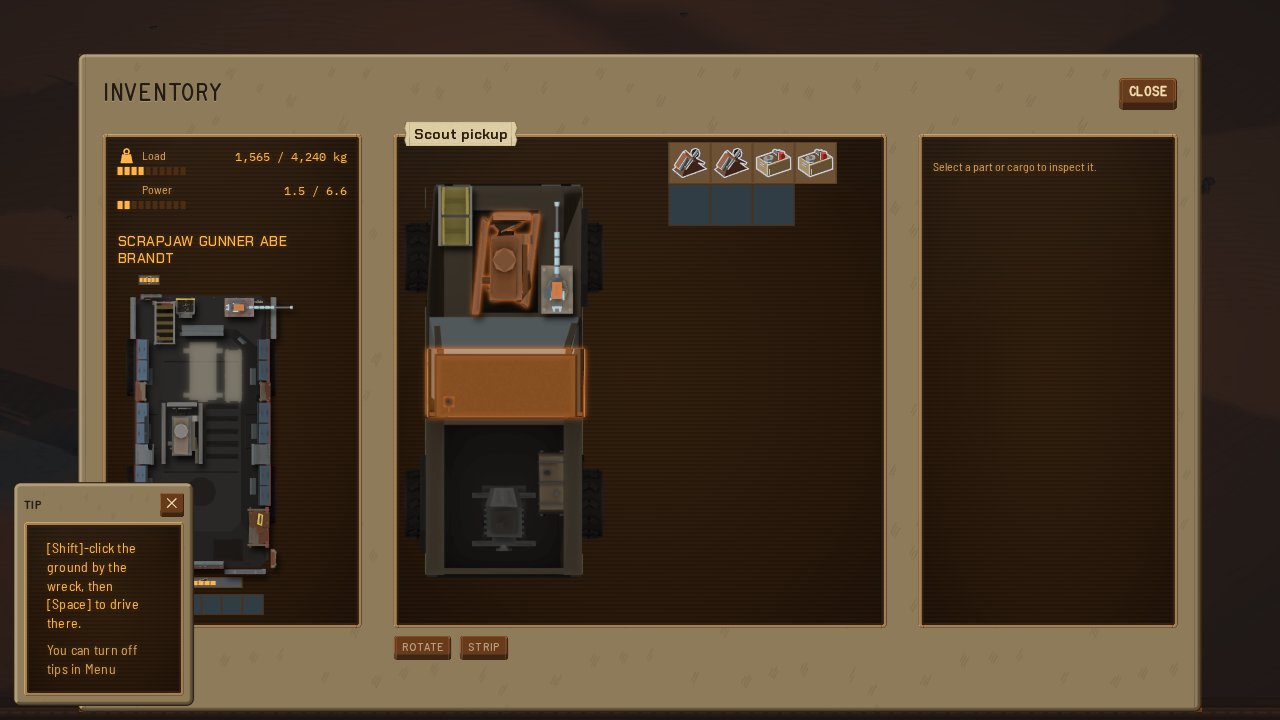 INVENTORY
CLOSE
Scout pickup
Load
1,565 / 4,240 kg
Power
1.5 / 6.6
SCRAPJAW GUNNER ABE
BRANDT
Select a part or cargo to inspect it.
TIP
[Shift]-click the
ground by the
wreck, then
[Space] to drive
there.
You can turn off
tips in Menu
ROTATE
STRIP